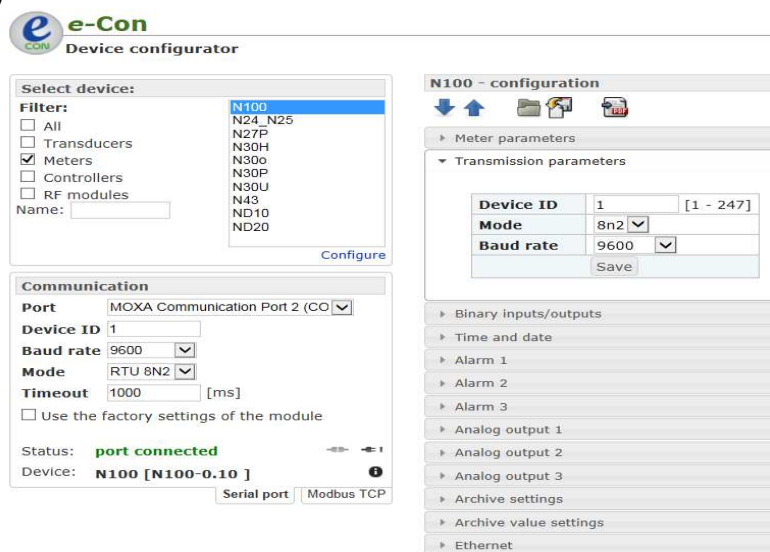 e
CON
e-Con
Device configurator
Select device:
Filter:
All
Transducers
Meters
Controllers
RF modules
Name:
N100
N24_N25
N27P
N30H
N30o
N30P
N30U
N43
ND10
ND20
Configure
Communication
Port MOXA Communication Port 2 (CO
Device ID 1
Baud rate 9600
Mode RTU 8N2
Timeout 1000 [ms]
Use the factory settings of the module
Status: port connected
Device: N100 [N100-0.10 ]
Serial port Modbus TCP
N100 - configuration
PDF
Meter parameters
Transmission parameters
Device ID 1 [1 - 247]
Mode 8n2
Baud rate 9600
Save
Binary inputs/outputs
Time and date
Alarm 1
Alarm 2
Alarm 3
Analog output 1
Analog output 2
Analog output 3
Archive settings
Archive value settings
Ethernet